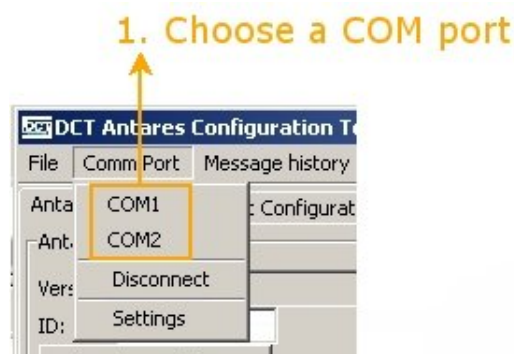 1. Choose a COM port
DCT Antares Configuration T
File Comm Port Message history
Anta
COM1
Configurat
Ant
COM2
Disconnect
Vers
Settings
ID: